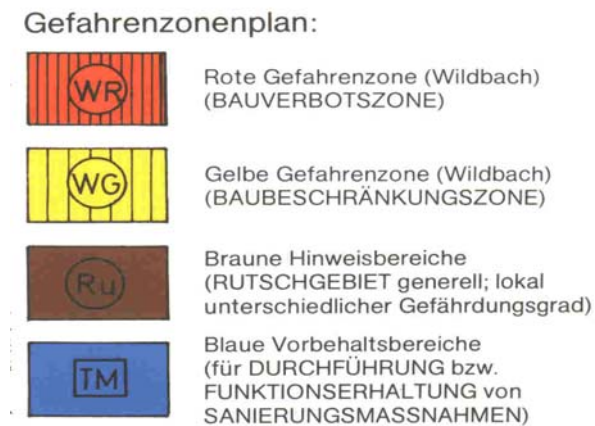 Gefahrenzonenplan:
WR
Rote Gefahrenzone (Wildbach)
(BAUVERBOTSZONE)
WG
Gelbe Gefahrenzone (Wildbach)
(BAUBESCHRÄNKUNGSZONE)
Ru
Braune Hinweisbereiche
(RUTSCHGEBIET generell; lokal
unterschiedlicher Gefährdungsgrad)
TM
Blaue Vorbehaltsbereiche
(für DURCHFÜHRUNG bzw.
FUNKTIONSERHALTUNG von
SANIERUNGSMASSNAHMEN)